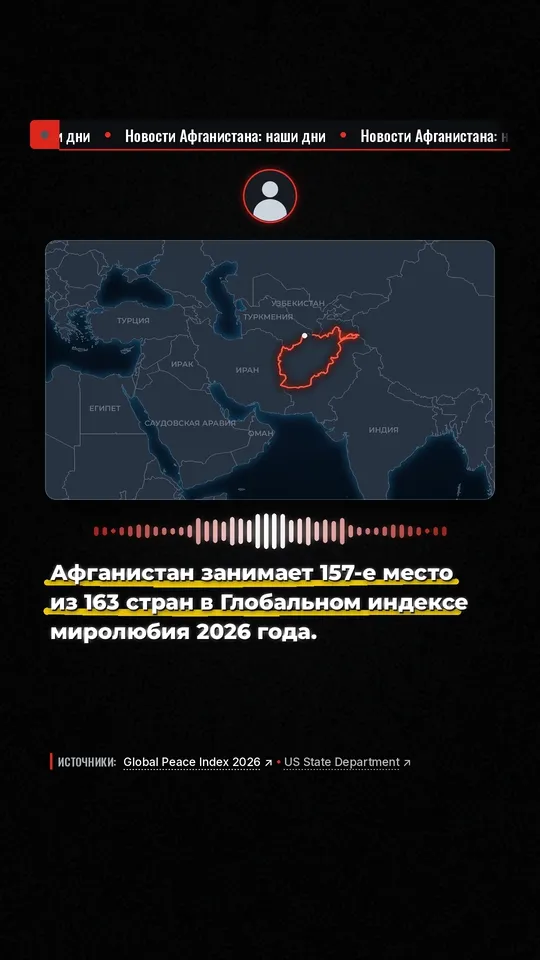 и дни • Новости Афганистана: наши дни • Новости Афганистана: н
УЗБЕКИСТАН
ТУРКМЕНИЯ
ТУРЦИЯ
ИРАК
ИРАН
ЕГИПЕТ
САУДОВСКАЯ АРАВИЯ
ОМАН
ИНДИЯ
Афганистан занимает 157-е место
из 163 стран в Глобальном индексе
миролюбия 2026 года.
ИСТОЧНИКИ: Global Peace Index 2026 ↗ • US State Department ↗